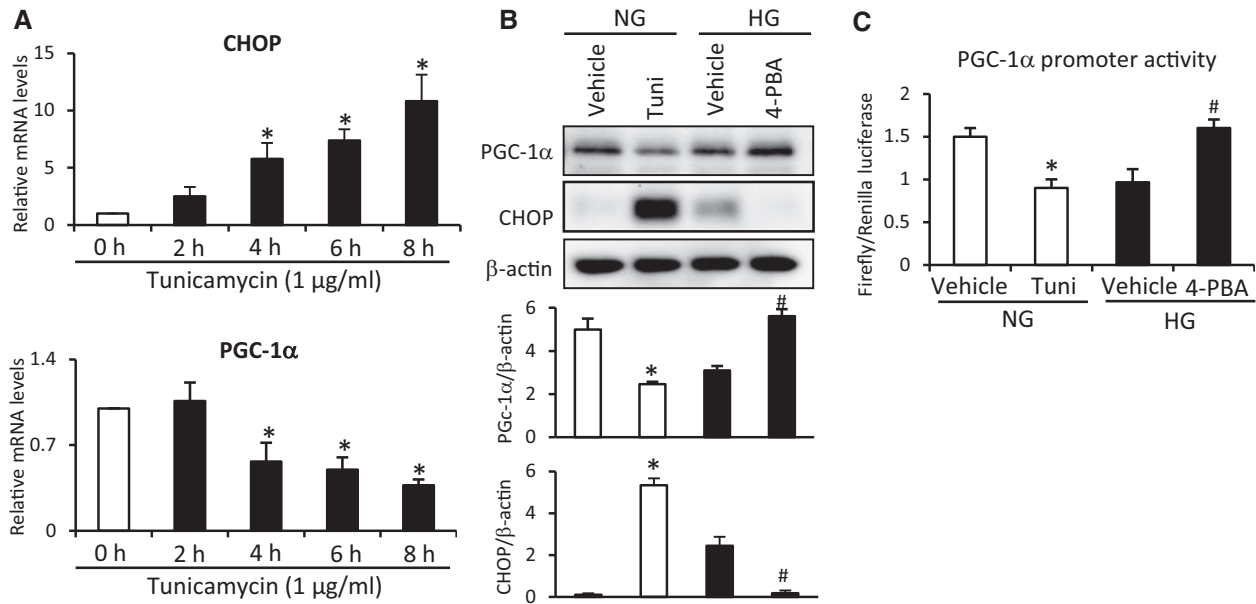 A
CHOP
Relative mRNA levels
15
10
5
0
*
*
*
0 h 2 h 4 h 6 h 8 h
Tunicamycin (1 μg/ml)
PGC-1α
Relative mRNA levels
1.4
0.7
0
*
*
*
0 h 2 h 4 h 6 h 8 h
Tunicamycin (1 μg/ml)
B
NG HG
Vehicle Tuni Vehicle 4-PBA
PGC-1α
CHOP
β-actin
PGc-1α/β-actin
6
4
2
0
*
#
CHOP/β-actin
6
4
2
0
*
#
C
PGC-1α promoter activity
Firefly/Renilla luciferase
2
1.5
1
0.5
0
*
#
Vehicle Tuni Vehicle 4-PBA
NG HG